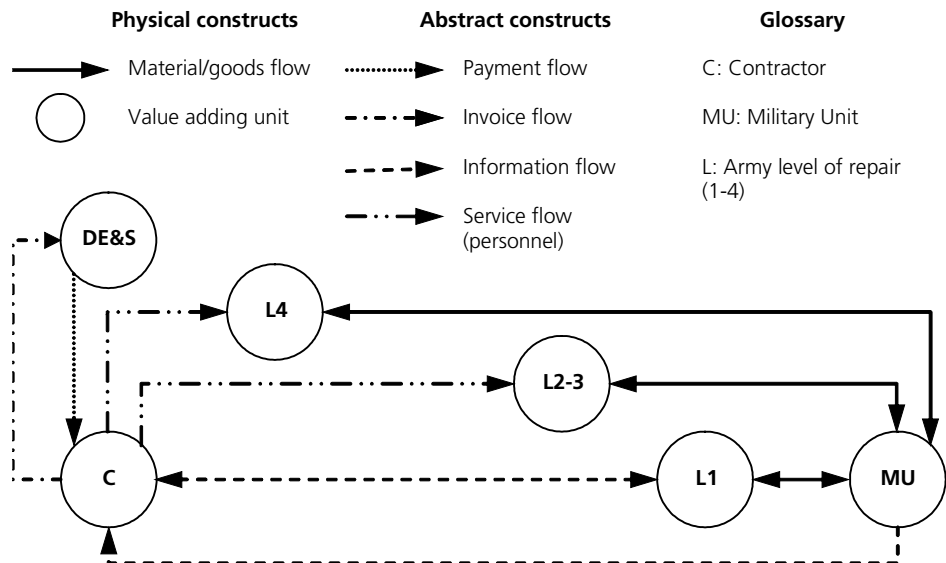 Physical constructs
Abstract constructs
Glossary
Material/goods flow
Payment flow
C: Contractor
Value adding unit
Invoice flow
MU: Military Unit
Information flow
L: Army level of repair
(1-4)
Service flow
(personnel)
DE&S
L4
L2-3
C
L1
MU